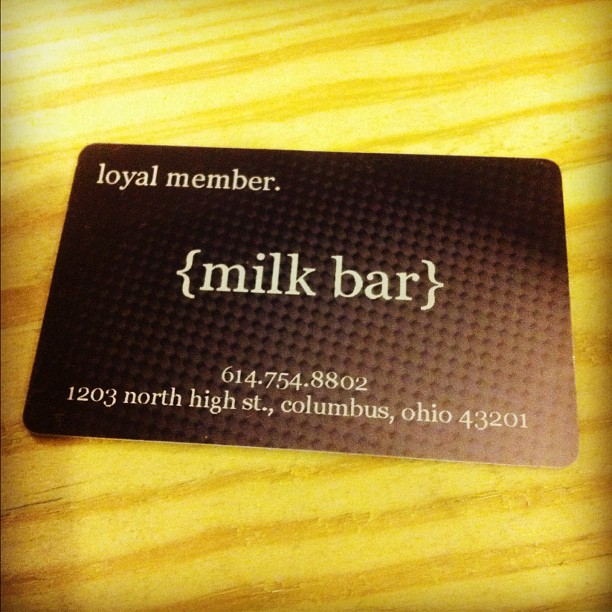 loyal member.
{milk bar}
614.754.8802
1203 north high st., columbus, ohio 43201